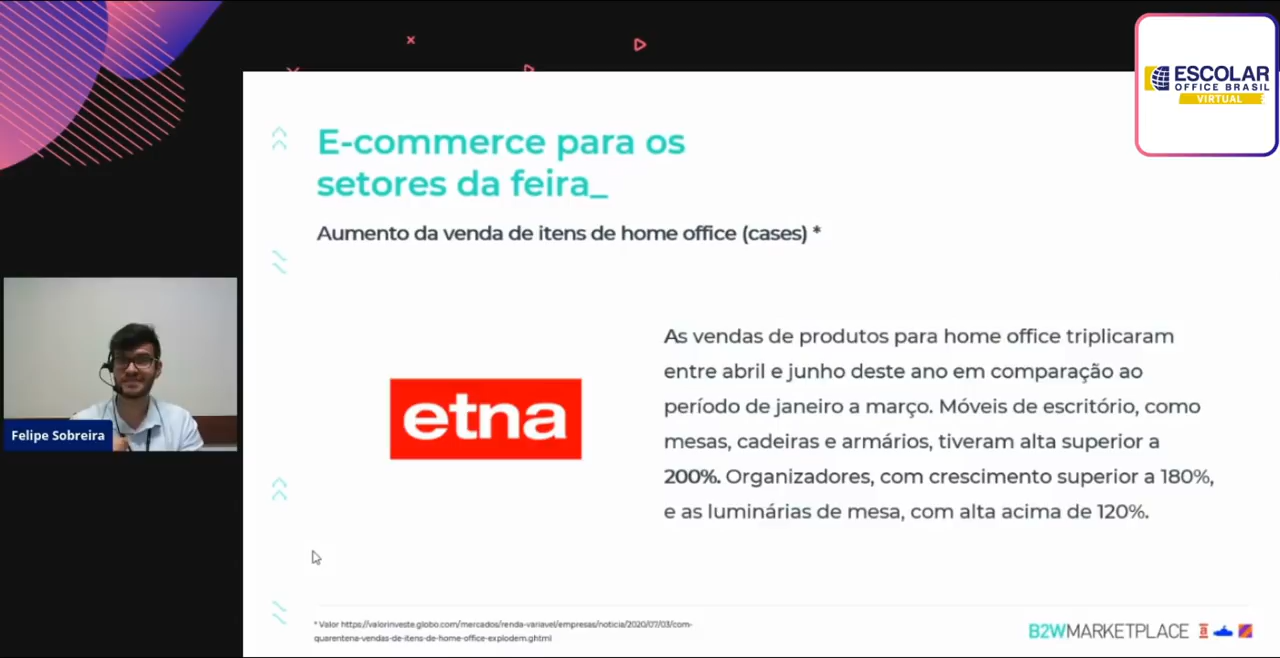 ESCOLAR
OFFICE BRASIL
VIRTUAL
E-commerce para os
setores da feira_
Aumento da venda de itens de home office (cases) *
etna
As vendas de produtos para home office triplicaram
entre abril e junho deste ano em comparação ao
período de janeiro a março. Móveis de escritório, como
mesas, cadeiras e armários, tiveram alta superior a
200%. Organizadores, com crescimento superior a 180%,
e as luminárias de mesa, com alta acima de 120%.
Felipe Sobreira
* Valor https://valorinveste.globo.com/mercados/renda-variavel/empresas/noticia/2020/07/03/com-
quarentena-vendas-de-itens-de-home-office-explodem.ghtml
B2WMARKETPLACE